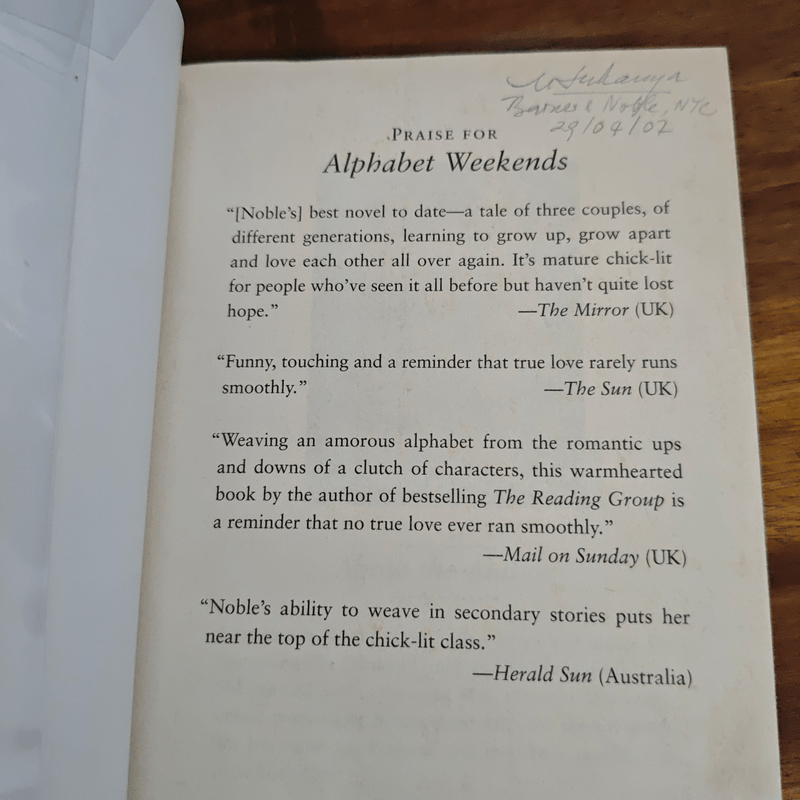 Sukanya
Barnes & Noble, NYC
29/04/02
PRAISE FOR
Alphabet Weekends
“[Noble’s] best novel to date—a tale of three couples, of
different generations, learning to grow up, grow apart
and love each other all over again. It’s mature chick-lit
for people who’ve seen it all before but haven’t quite lost
hope.” —The Mirror (UK)
“Funny, touching and a reminder that true love rarely runs
smoothly.” —The Sun (UK)
“Weaving an amorous alphabet from the romantic ups
and downs of a clutch of characters, this warmhearted
book by the author of bestselling The Reading Group is
a reminder that no true love ever ran smoothly.”
—Mail on Sunday (UK)
“Noble’s ability to weave in secondary stories puts her
near the top of the chick-lit class.”
—Herald Sun (Australia)